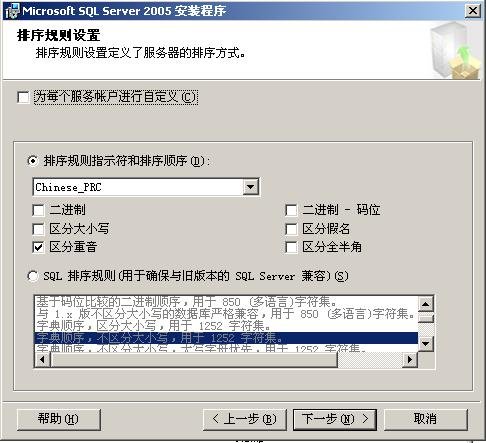 Microsoft SQL Server 2005 安装程序
排序规则设置
排序规则设置定义了服务器的排序方式。
为每个服务帐户进行自定义(C)
排序规则指示符和排序顺序(D):
Chinese_PRC
二进制
二进制 - 码位
区分大小写
区分假名
区分重音
区分全半角
SQL 排序规则(用于确保与旧版本的 SQL Server 兼容)(S)
基于码位比较的二进制顺序，用于 850 (多语言)字符集。
与 1.x 版不区分大小写的数据库严格兼容，用于 850 (多语言)字符集。
字典顺序，区分大小写，用于 1252 字符集。
字典顺序，不区分大小写，用于 1252 字符集。
字典顺序，不区分大小写，大写字母优先，用于 1252 字符集。
帮助(H)
< 上一步(B)
下一步(N) >
取消